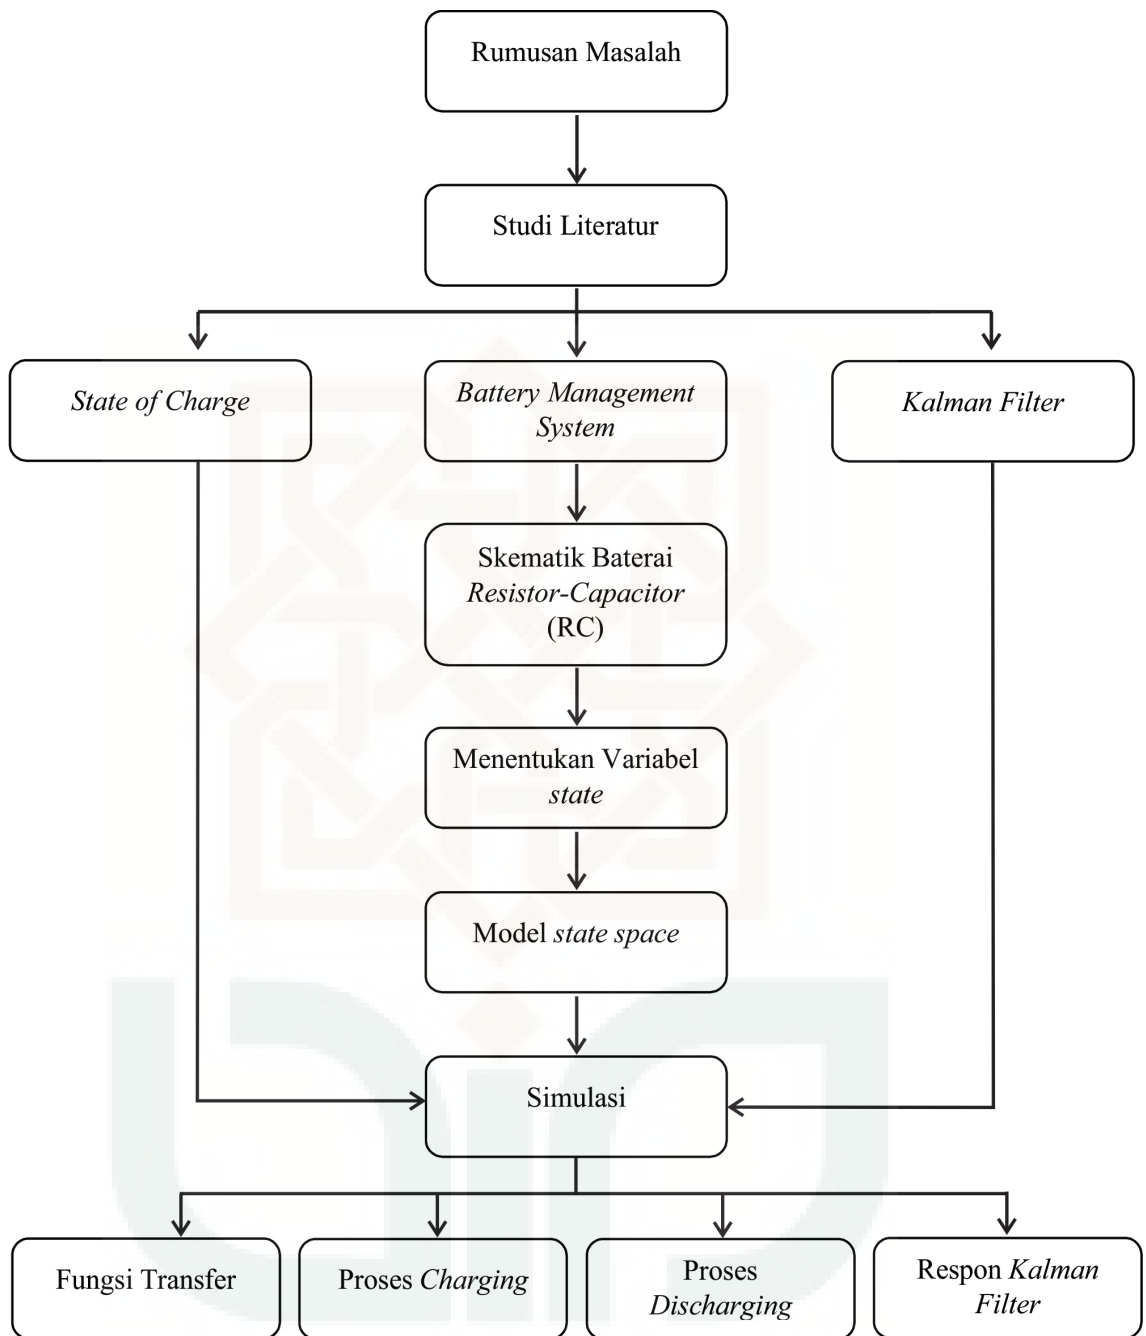 Rumusan Masalah
Studi Literatur
State of Charge
Battery Management
System
Kalman Filter
Skematik Baterai
Resistor-Capacitor
(RC)
Menentukan Variabel
state
Model state space
Simulasi
Fungsi Transfer
Proses Charging
Proses
Discharging
Respon Kalman
Filter